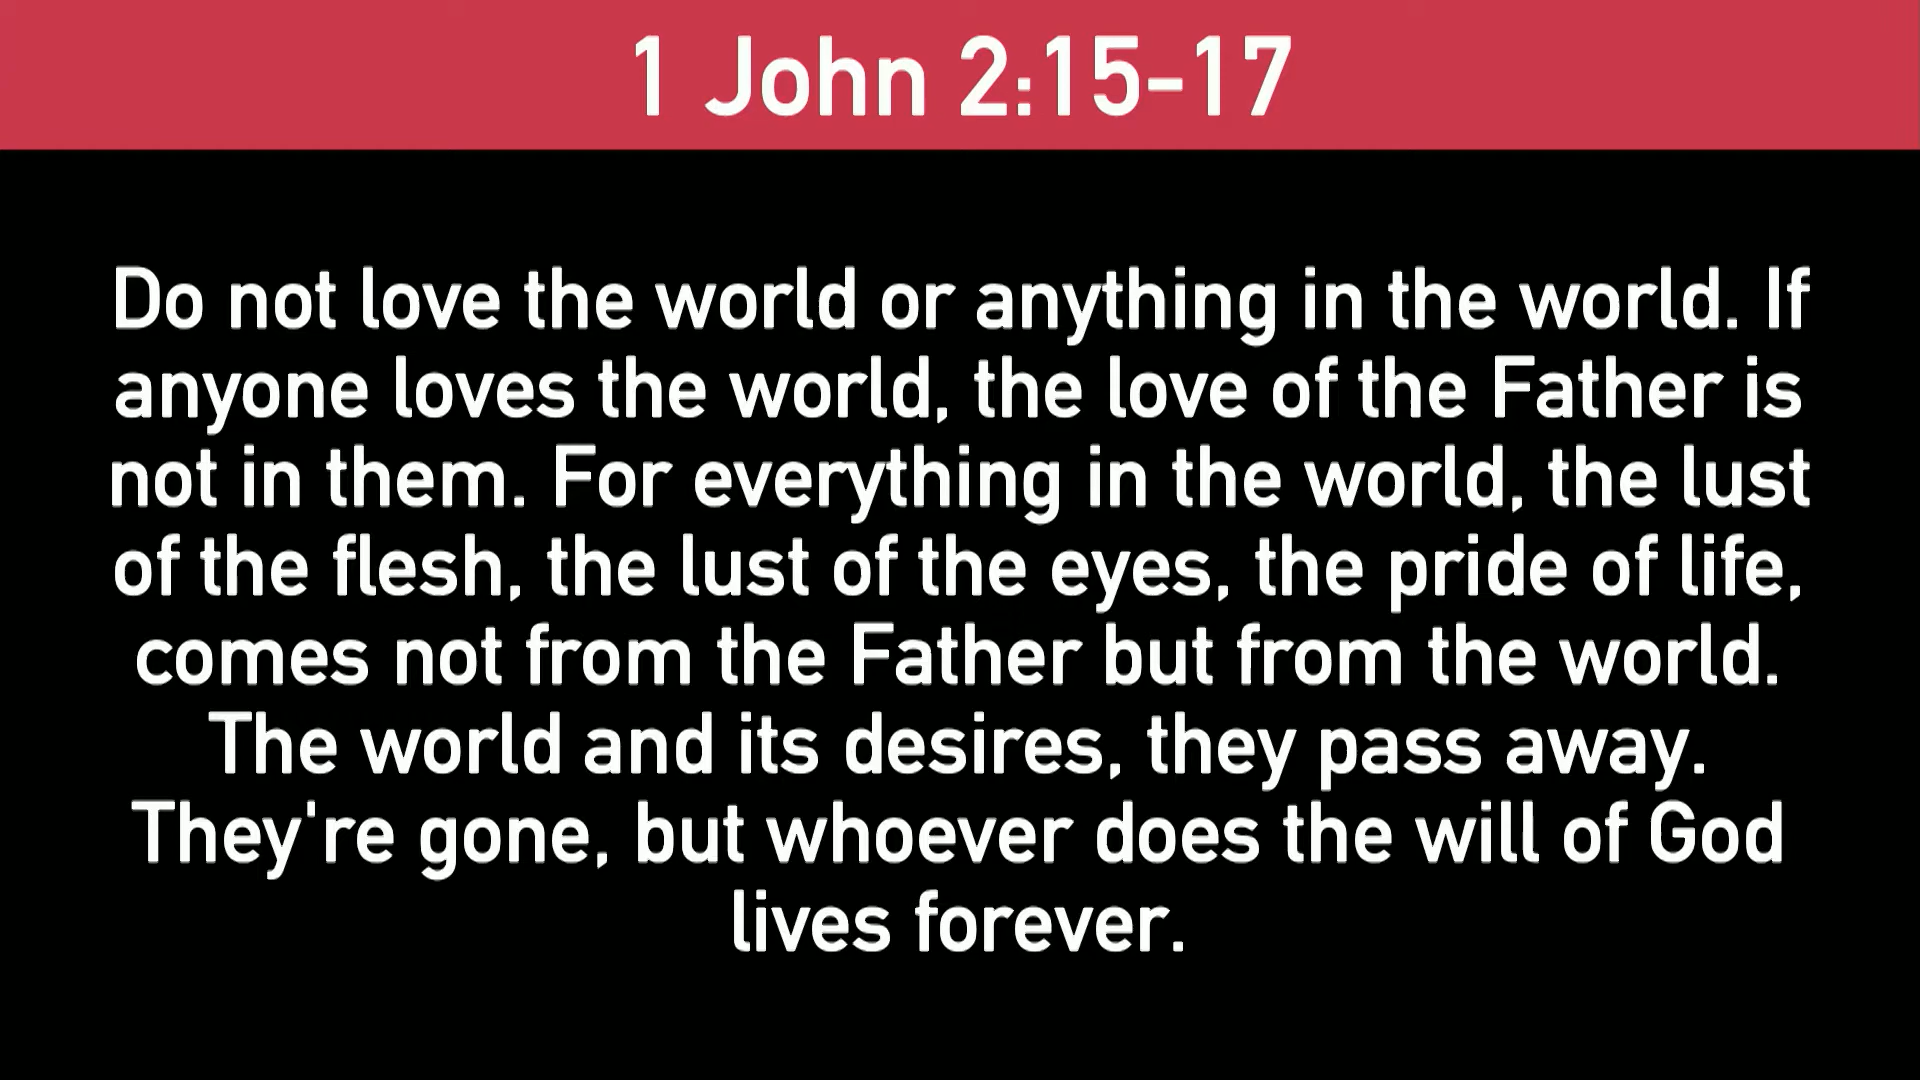 1 John 2:15-17
Do not love the world or anything in the world. If
anyone loves the world, the love of the Father is
not in them. For everything in the world, the lust
of the flesh, the lust of the eyes, the pride of life,
comes not from the Father but from the world.
The world and its desires, they pass away.
They're gone, but whoever does the will of God
lives forever.